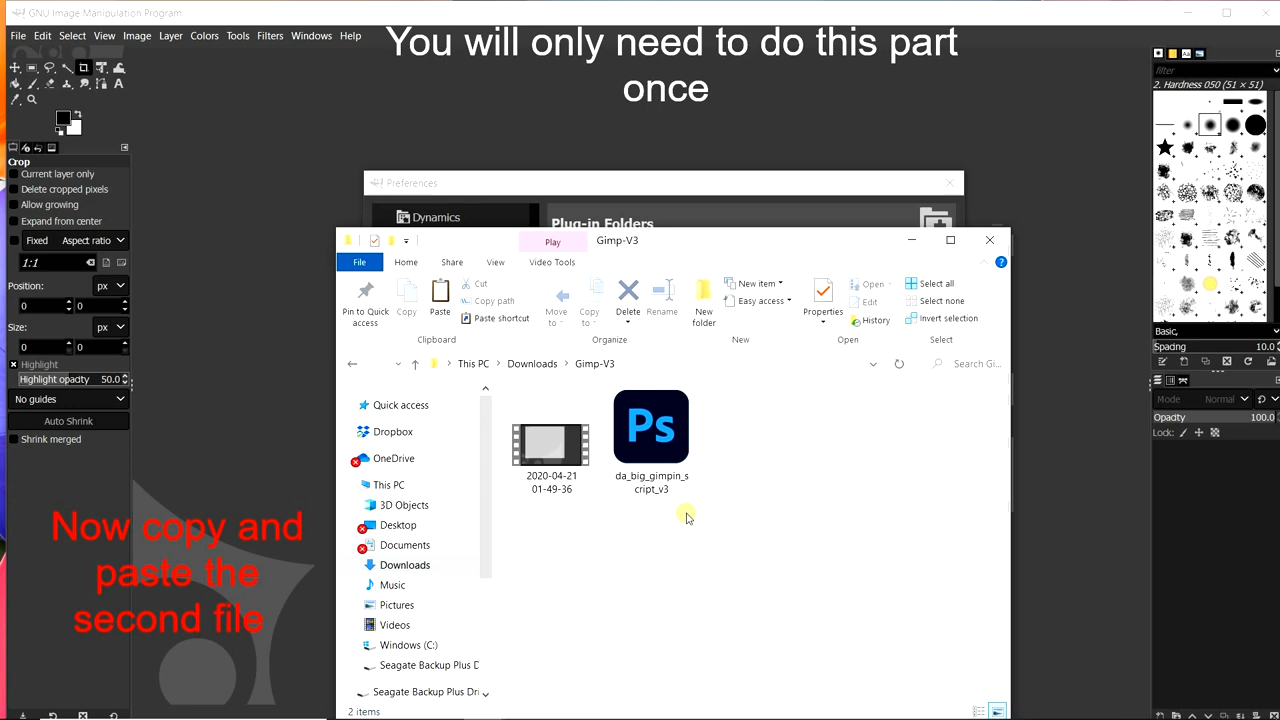 GNU Image Manipulation Program
File Edit Select View Image Layer Colors Tools Filters Windows Help
You will only need to do this part
once
filter
2. Hardness 050 (51 × 51)
Basic,
Spacing 10.0
Mode Normal
Opacity 100.0
Lock:
Crop
Current layer only
Delete cropped pixels
Allow growing
Expand from center
Fixed Aspect ratio
1:1
Position: px
0 0
Size: px
0 0
Highlight
Highlight opacity 50.0
No guides
Auto Shrink
Shrink merged
Now copy and
paste the
second file
Preferences
Dynamics
Plug-in Folders
Play Gimp-V3
File Home Share View Video Tools
Pin to Quick
access
Copy
Paste
Cut
Copy path
Paste shortcut
Clipboard
Move
to
Copy
to
Delete
Rename
Organize
New
folder
New item
Easy access
New
Properties
Open
Edit
History
Open
Select all
Select none
Invert selection
Select
This PC Downloads Gimp-V3
Search Gi...
Quick access
Dropbox
OneDrive
This PC
3D Objects
Desktop
Documents
Downloads
Music
Pictures
Videos
Windows (C:)
Seagate Backup Plus D
Seagate Backup Plus Dri
2020-04-21
01-49-36
Ps
da_big_gimpin_s
cript_v3
2 items